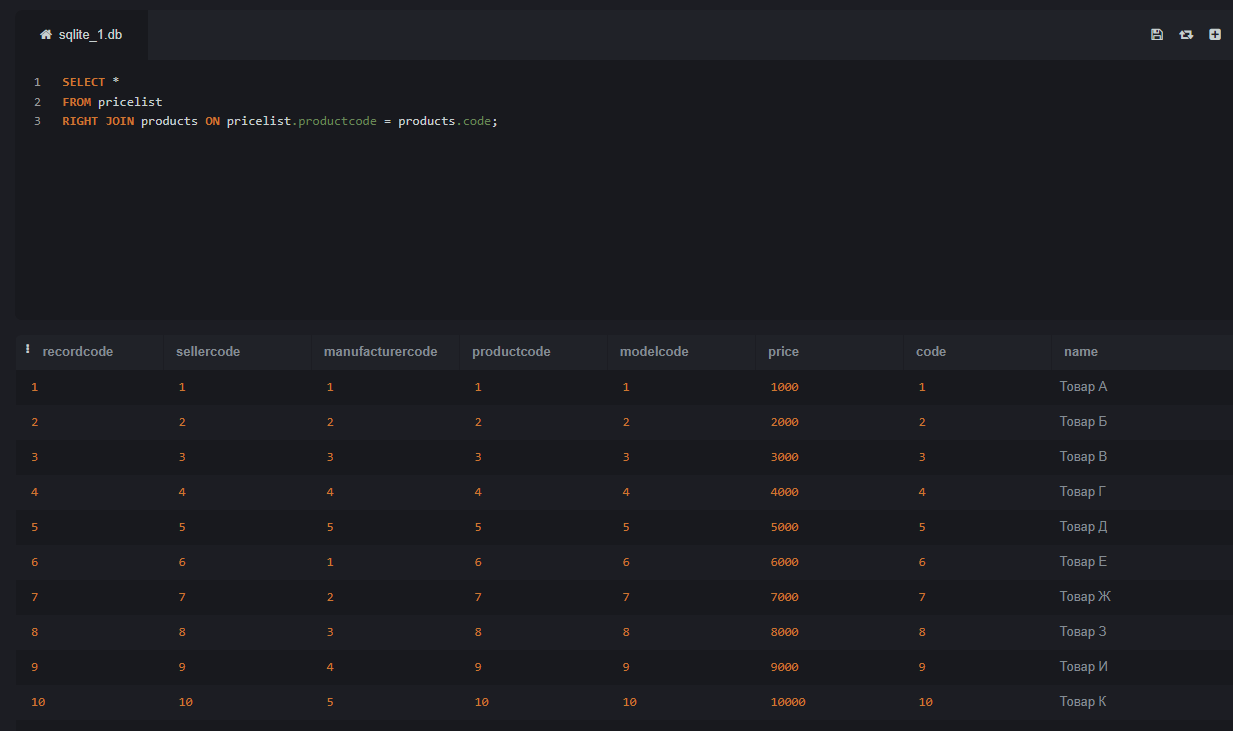 sqlite_1.db
1 SELECT *
2 FROM pricelist
3 RIGHT JOIN products ON pricelist.productcode = products.code;
recordcode sellercode manufacturercode productcode modelcode price code name
1 1 1 1 1 1000 1 Товар А
2 2 2 2 2 2000 2 Товар Б
3 3 3 3 3 3000 3 Товар В
4 4 4 4 4 4000 4 Товар Г
5 5 5 5 5 5000 5 Товар Д
6 6 1 6 6 6000 6 Товар Е
7 7 2 7 7 7000 7 Товар Ж
8 8 3 8 8 8000 8 Товар З
9 9 4 9 9 9000 9 Товар И
10 10 5 10 10 10000 10 Товар К